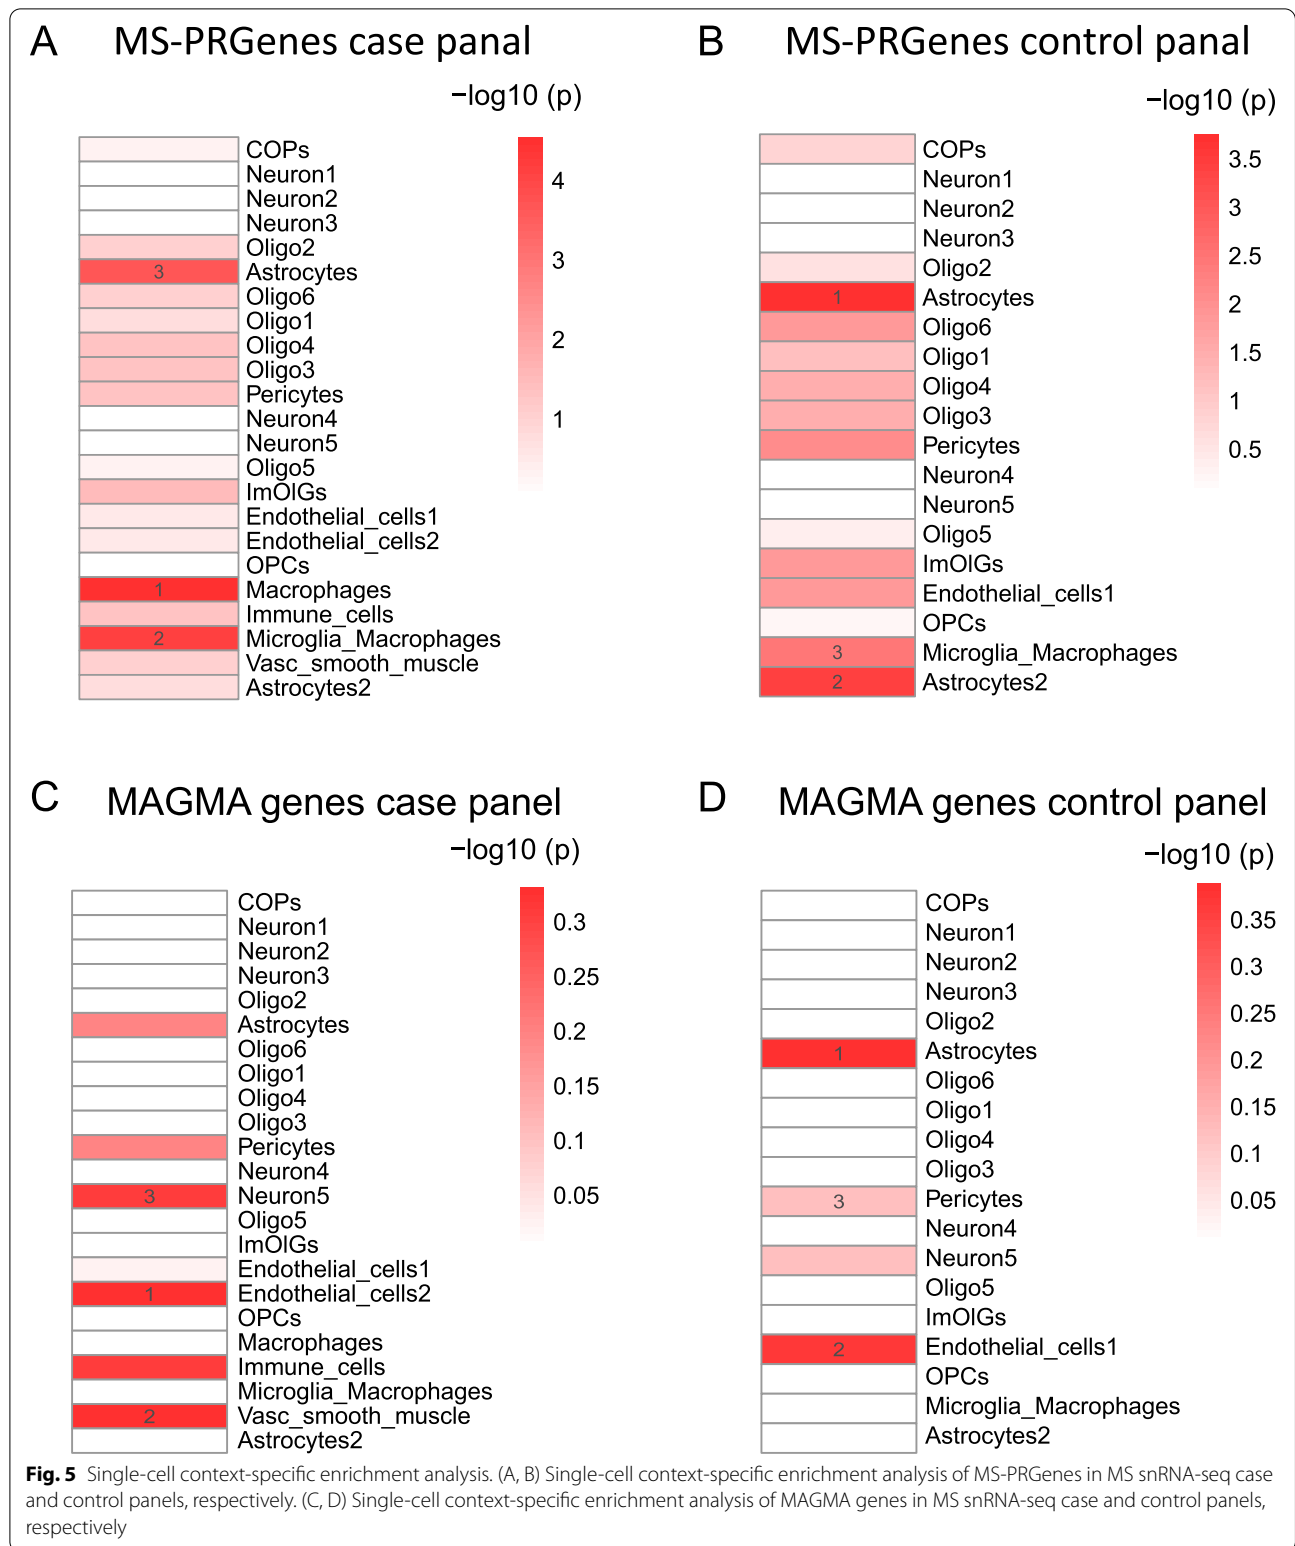 A MS-PRGenes case panal
−log10 (p)
COPs
Neuron1
Neuron2
Neuron3
Oligo2
3 Astrocytes
Oligo6
Oligo1
Oligo4
Oligo3
Pericytes
Neuron4
Neuron5
Oligo5
ImOlGs
Endothelial_cells1
Endothelial_cells2
OPCs
1 Macrophages
Immune_cells
2 Microglia_Macrophages
Vasc_smooth_muscle
Astrocytes2
4
3
2
1
B MS-PRGenes control panal
−log10 (p)
COPs
Neuron1
Neuron2
Neuron3
Oligo2
1 Astrocytes
Oligo6
Oligo1
Oligo4
Oligo3
Pericytes
Neuron4
Neuron5
Oligo5
ImOlGs
Endothelial_cells1
OPCs
3 Microglia_Macrophages
2 Astrocytes2
3.5
3
2.5
2
1.5
1
0.5
C MAGMA genes case panel
−log10 (p)
COPs
Neuron1
Neuron2
Neuron3
Oligo2
Astrocytes
Oligo6
Oligo1
Oligo4
Oligo3
Pericytes
Neuron4
3 Neuron5
Oligo5
ImOlGs
Endothelial_cells1
1 Endothelial_cells2
OPCs
Macrophages
Immune_cells
Microglia_Macrophages
2 Vasc_smooth_muscle
Astrocytes2
0.3
0.25
0.2
0.15
0.1
0.05
D MAGMA genes control panel
−log10 (p)
COPs
Neuron1
Neuron2
Neuron3
Oligo2
1 Astrocytes
Oligo6
Oligo1
Oligo4
Oligo3
3 Pericytes
Neuron4
Neuron5
Oligo5
ImOlGs
2 Endothelial_cells1
OPCs
Microglia_Macrophages
Astrocytes2
0.35
0.3
0.25
0.2
0.15
0.1
0.05
Fig. 5 Single-cell context-specific enrichment analysis. (A, B) Single-cell context-specific enrichment analysis of MS-PRGenes in MS snRNA-seq case
and control panels, respectively. (C, D) Single-cell context-specific enrichment analysis of MAGMA genes in MS snRNA-seq case and control panels,
respectively